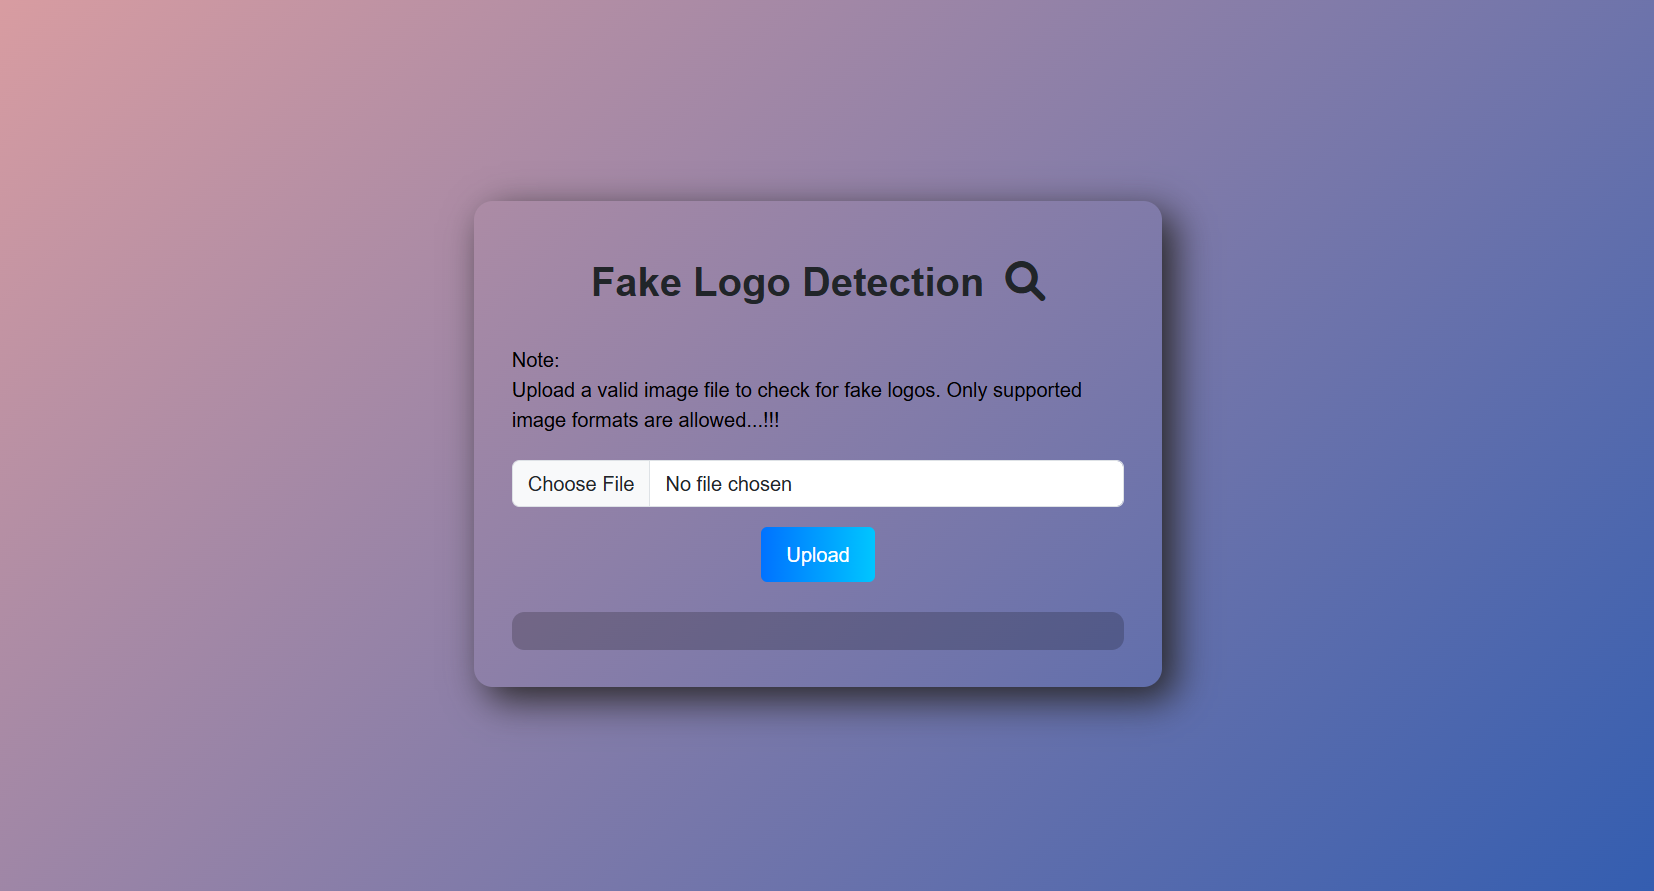 Fake Logo Detection
Note:
Upload a valid image file to check for fake logos. Only supported
image formats are allowed...!!!
Choose File No file chosen
Upload